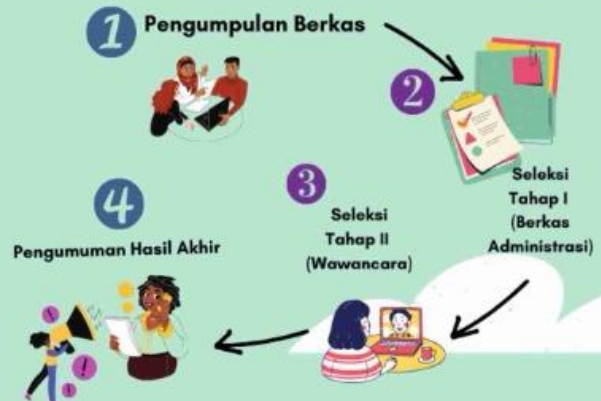 1 Pengumpulan Berkas
2
Seleksi
Tahap I
(Berkas
Administrasi)
3
Seleksi
Tahap II
(Wawancara)
4
Pengumuman Hasil Akhir